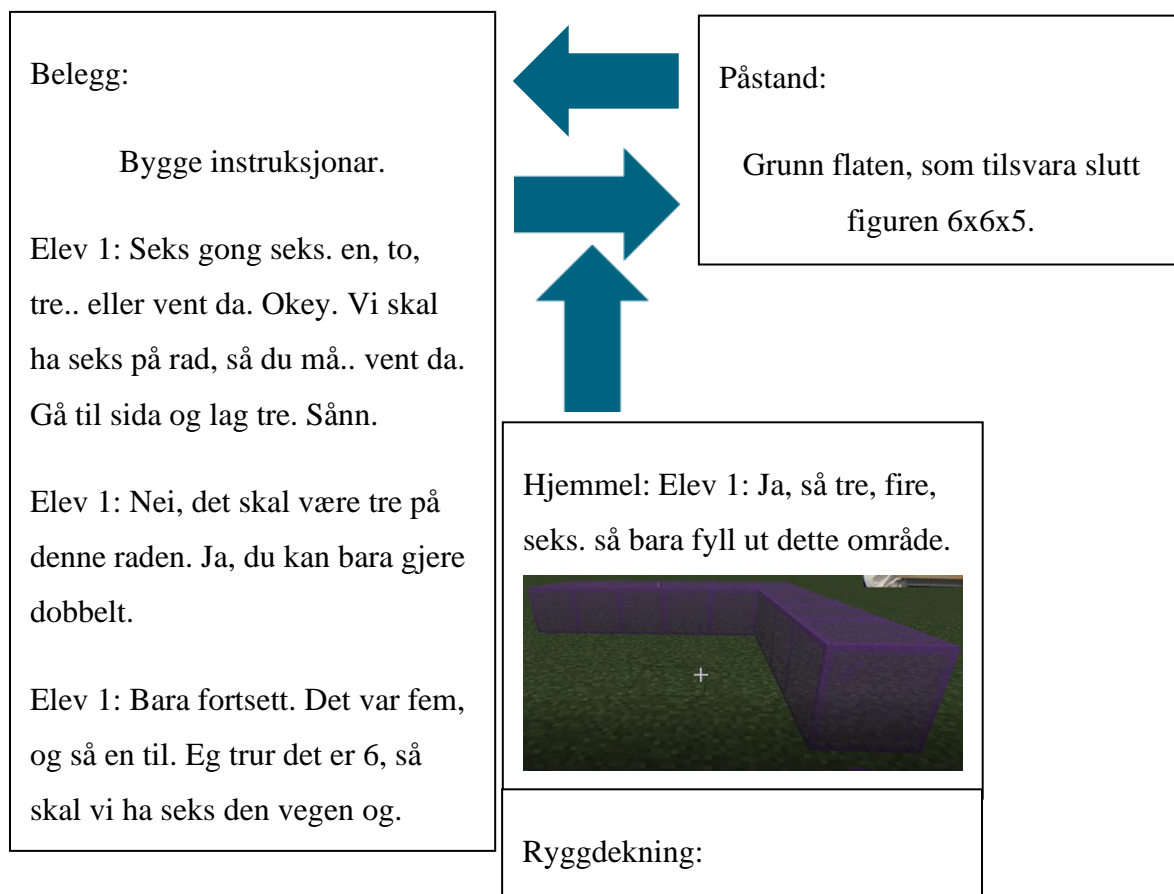 Belegg:
Bygge instruksjonar.
Elev 1: Seks gong seks. en, to,
tre.. eller vent da. Okey. Vi skal
ha seks på rad, så du må.. vent da.
Gå til sida og lag tre. Sånn.
Elev 1: Nei, det skal være tre på
denne raden. Ja, du kan bara gjere
dobbelt.
Elev 1: Bara fortsett. Det var fem,
og så en til. Eg trur det er 6, så
skal vi ha seks den vegen og.
Påstand:
Grunn flaten, som tilsvara slutt
figuren 6x6x5.
Hjemmel: Elev 1: Ja, så tre, fire,
seks. så bara fyll ut dette område.
Ryggdekning: